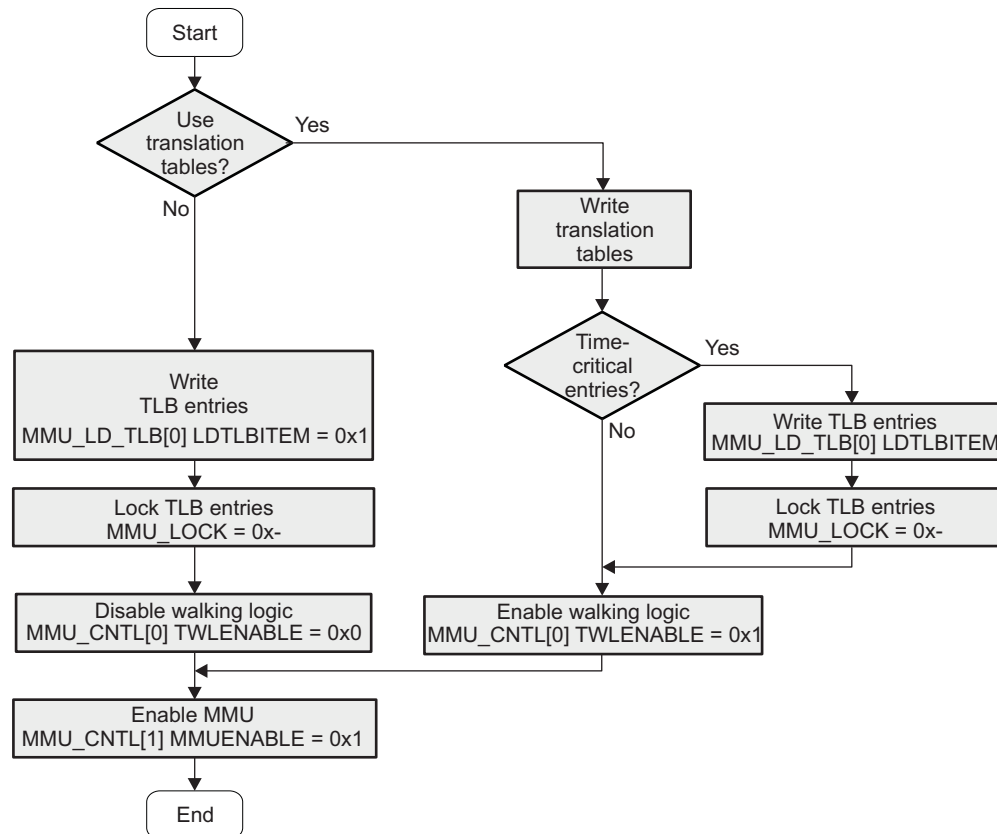 Start
Use
translation
tables?
Yes
No
Write
translation
tables
Time-
critical
entries?
Yes
No
Write
TLB entries
MMU_LD_TLB[0] LDTLBITEM = 0x1
Write TLB entries
MMU_LD_TLB[0] LDTLBITEM
Lock TLB entries
MMU_LOCK = 0x-
Lock TLB entries
MMU_LOCK = 0x-
Disable walking logic
MMU_CNTL[0] TWLENABLE = 0x0
Enable walking logic
MMU_CNTL[0] TWLENABLE = 0x1
Enable MMU
MMU_CNTL[1] MMUENABLE = 0x1
End